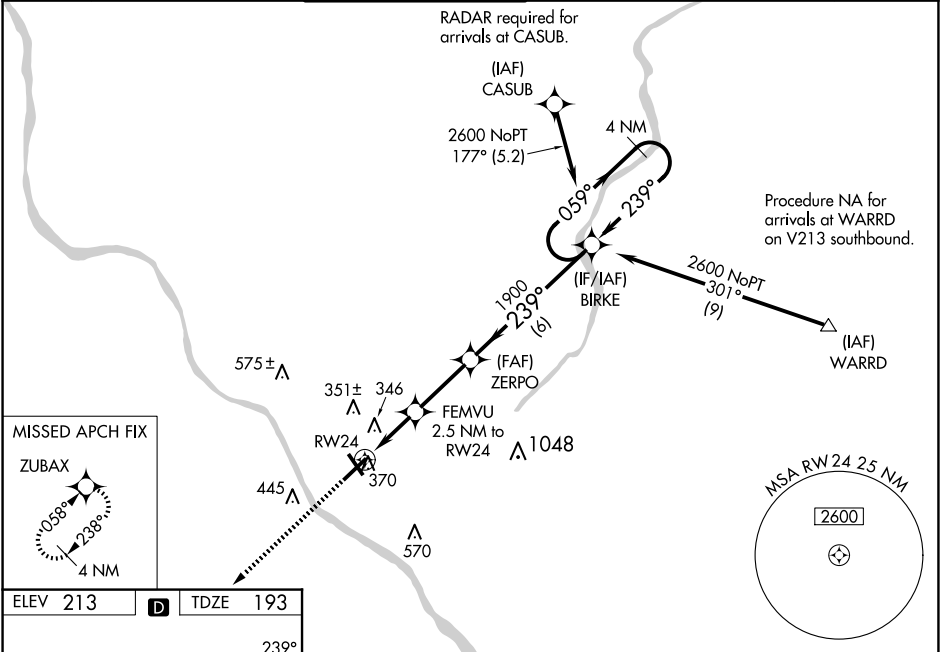 RADAR required for
arrivals at CASUB.
(IAF)
CASUB
2600 NoPT
177° (5.2)
4 NM
059°
239°
Procedure NA for
arrivals at WARRD
on V213 southbound.
(IF/IAF)
BIRKE
2600 NoPT
301°
(9)
(IAF)
WARRD
1900
239°
(6)
(FAF)
ZERPO
575±
351±
346
FEMVU
2.5 NM to
RW24
1048
RW24
370
445
570
MISSED APCH FIX
ZUBAX
058°
238°
4 NM
MSA RW24 25 NM
2600
ELEV 213
D
TDZE 193
239°